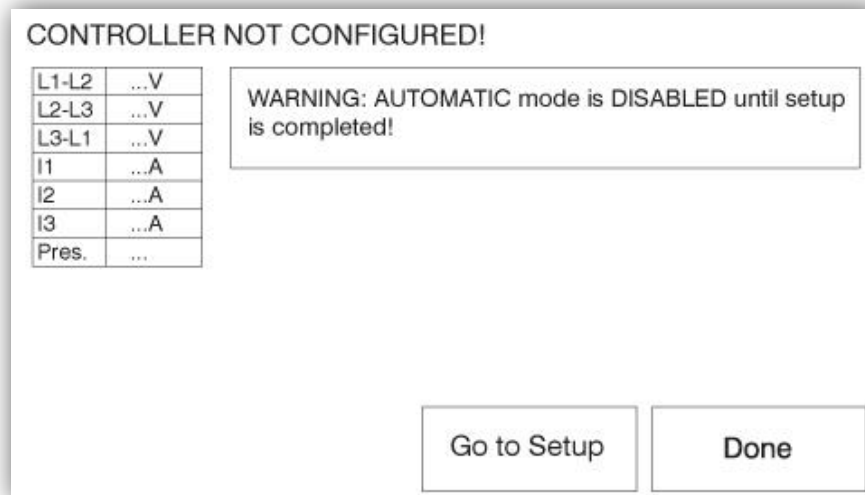 CONTROLLER NOT CONFIGURED!
L1-L2 ...V
L2-L3 ...V
L3-L1 ...V
I1 ...A
I2 ...A
I3 ...A
Pres. ...
WARNING: AUTOMATIC mode is DISABLED until setup
is completed!
Go to Setup
Done